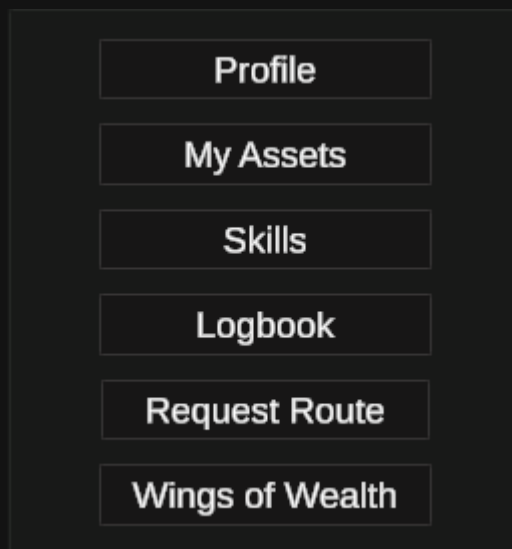 Profile
My Assets
Skills
Logbook
Request Route
Wings of Wealth